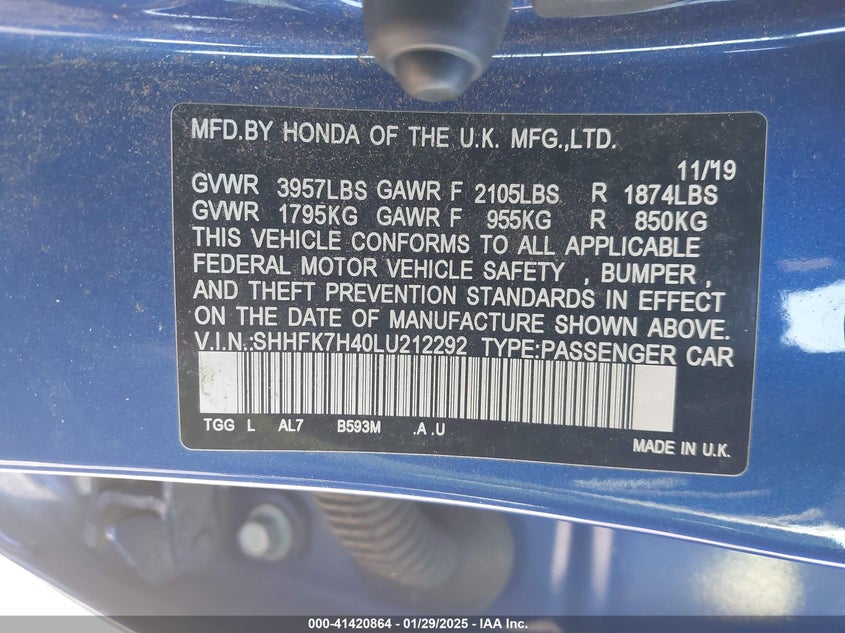 MFD.BY HONDA OF THE U.K. MFG.,LTD.
11/'19
GVWR 3957LBS GAWR F 2105LBS R 1874LBS
GVWR 1795KG GAWR F 955KG R 850KG
THIS VEHICLE CONFORMS TO ALL APPLICABLE
FEDERAL MOTOR VEHICLE SAFETY , BUMPER ,
AND THEFT PREVENTION STANDARDS IN EFFECT
ON THE DATE OF MANUFACTURE SHOWN ABOVE.
V.I.N.:SHHFK7H40LU212292 TYPE:PASSENGER CAR
TGG L AL7 B593M .A .U
MADE IN U.K.
000-41420864 - 01/29/2025 - IAA Inc.